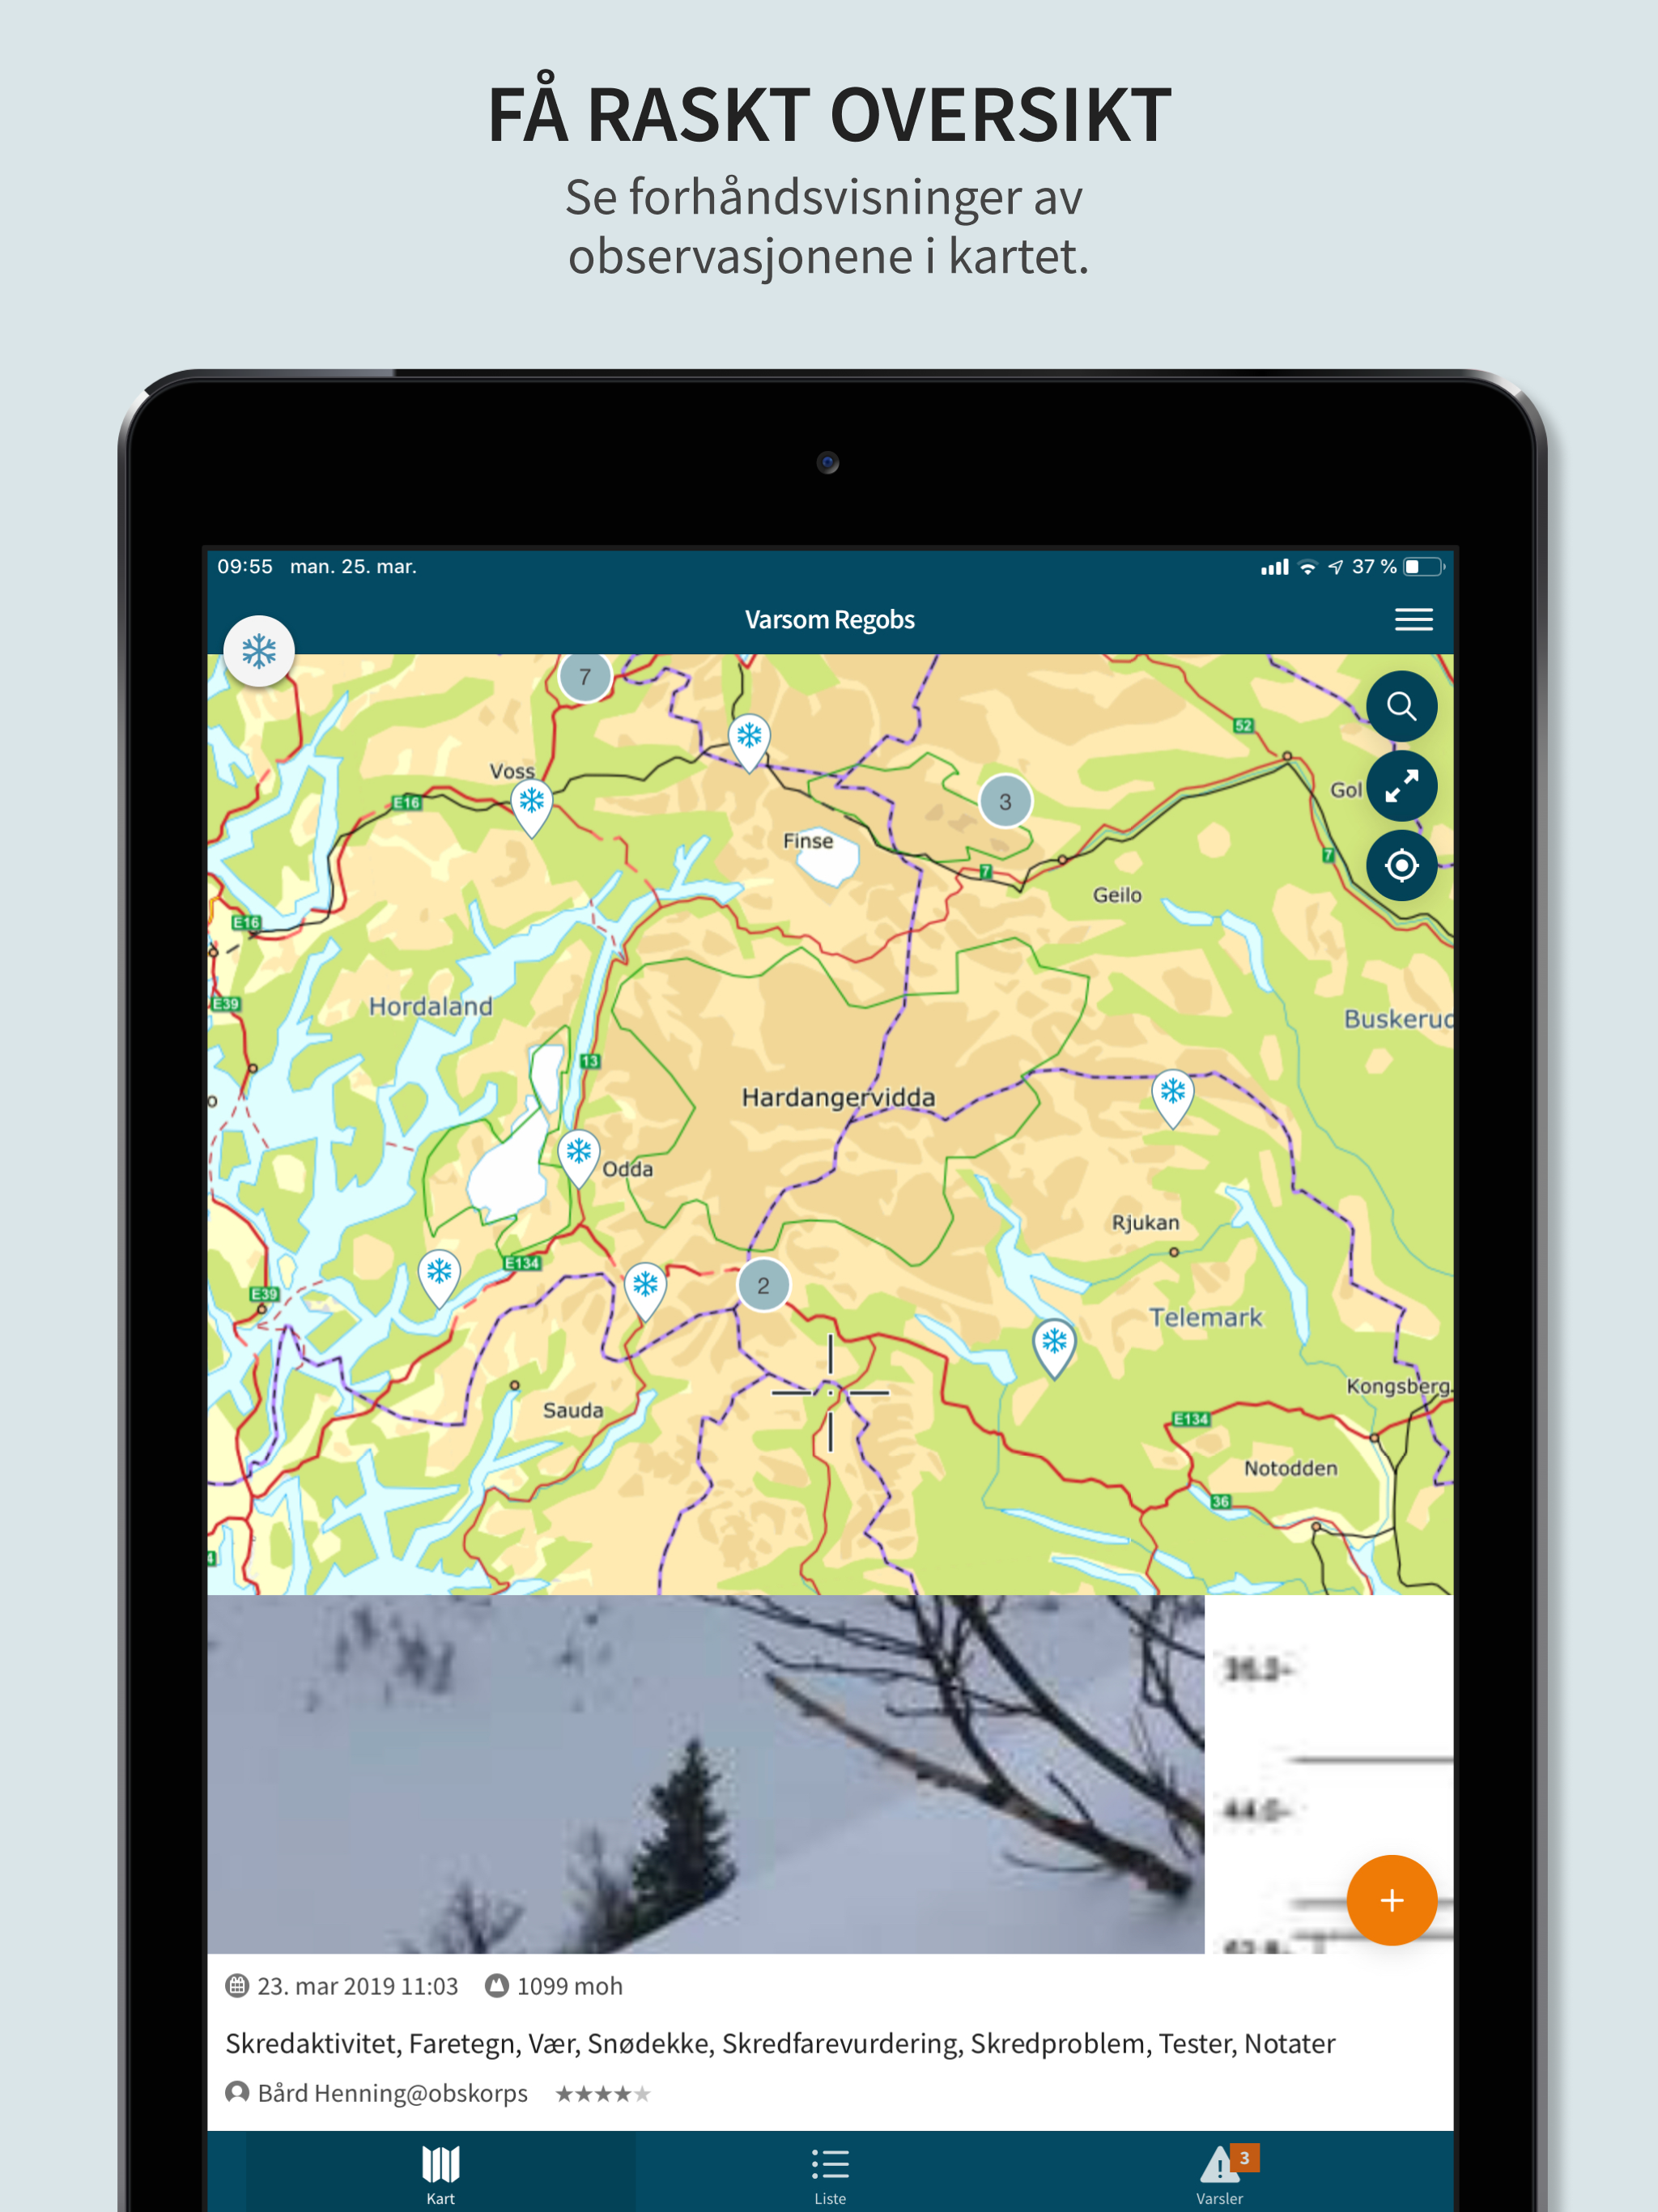 FÅ RASKT OVERSIKT
Se forhåndsvisninger av
observasjonene i kartet.
09:55 man. 25. mar.
37 %
Varsom Regobs
7
52
Voss
E16
3
Gol
Finse
7
7
Geilo
E16
E39
Hordaland
Buskerud
13
Hardangervidda
Odda
Rjukan
E134
2
E39
Telemark
Kongsberg
Sauda
E134
Notodden
36
4
44.0-
23. mar 2019 11:03 1099 moh
Skredaktivitet, Faretegn, Vær, Snødekke, Skredfarevurdering, Skredproblem, Tester, Notater
Bård Henning@obskorps
3
Kart
Liste
Varsler